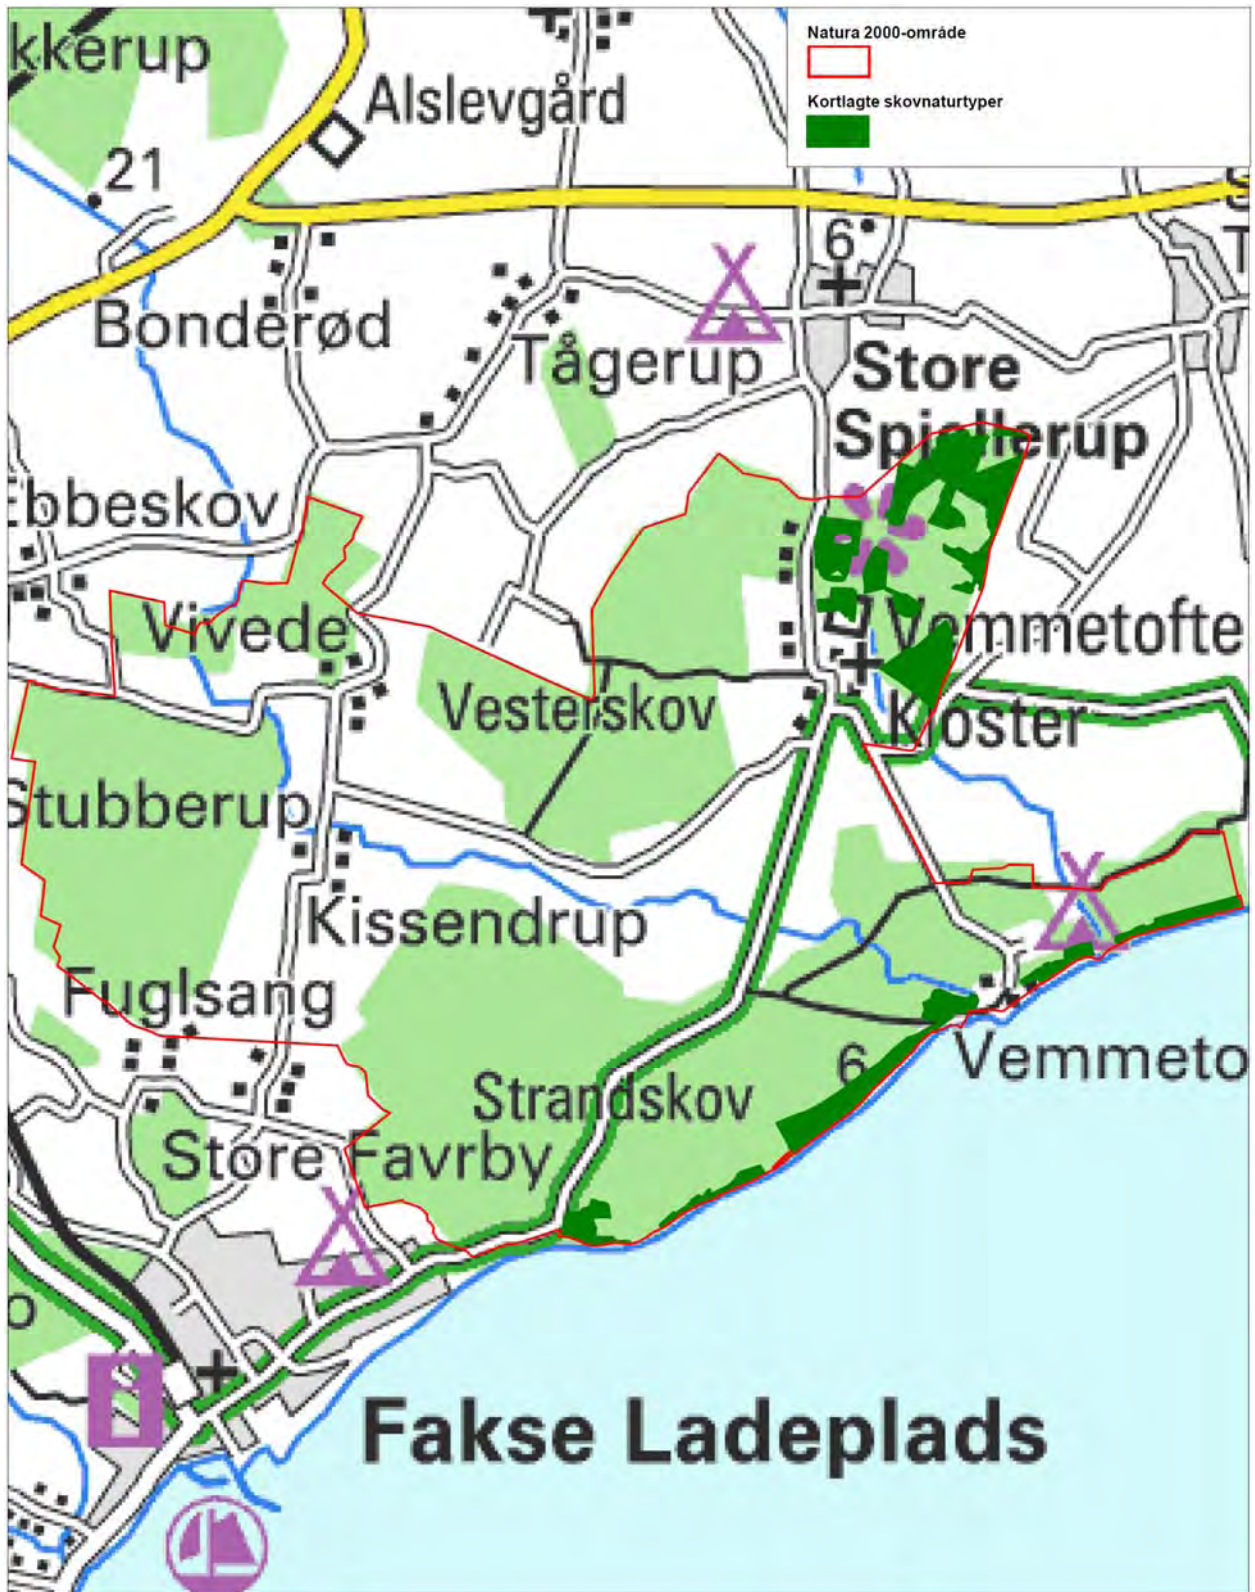 Natura 2000-område
Kortlagte skovnaturtyper
kkerup
Alslevgård
21
6
Bonderød
Tågerup
Store
Spjellerup
Ebbeskov
Vivede
Vemmetofte
Vesterskov
Kloster
Stubberup
Kissendrup
Fuglsang
6
Vemmeto
Strandskov
Store Favrby
Fakse Ladeplads